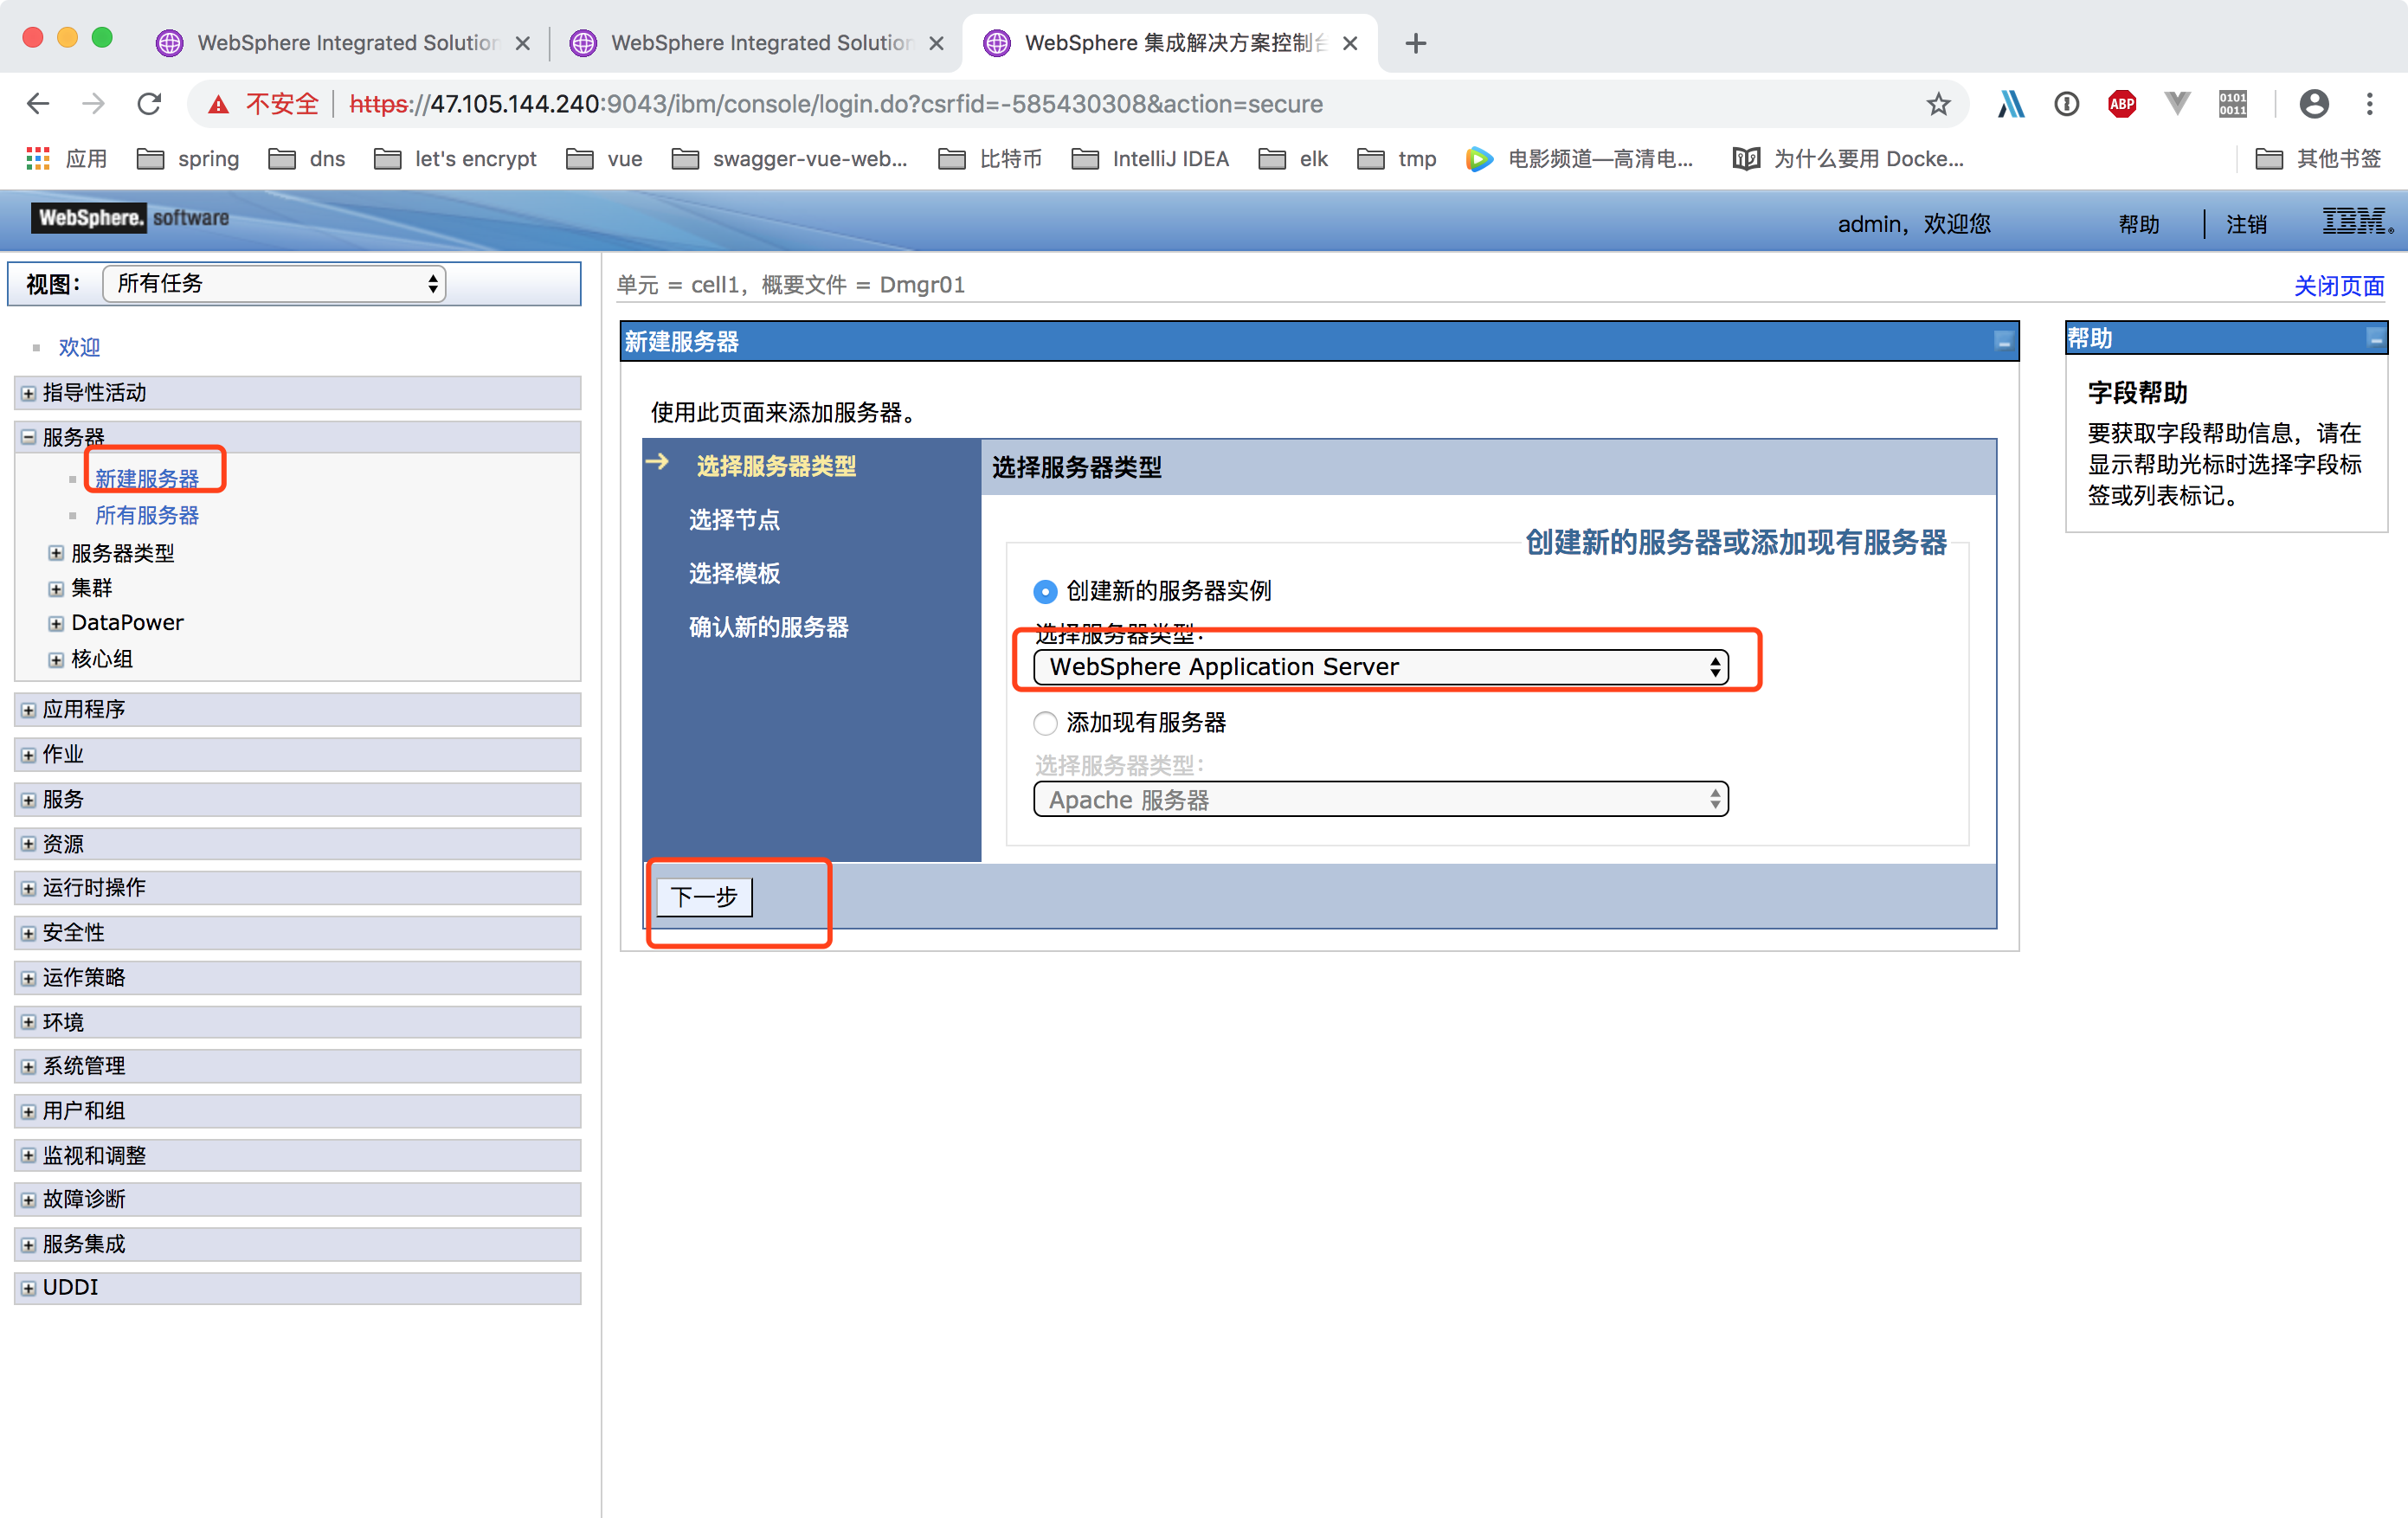 WebSphere Integrated Solution
WebSphere Integrated Solution
WebSphere 集成解决方案控制台
不安全 https://47.105.144.240:9043/ibm/console/login.do?csrfid=-585430308&action=secure
ABP
0101
0011
应用 spring dns let's encrypt vue swagger-vue-web... 比特币 IntelliJ IDEA elk tmp 电影频道—高清电... 为什么要用 Docke... 其他书签
WebSphere. software
admin，欢迎您 帮助 注销 IBM.
视图： 所有任务
欢迎
指导性活动
服务器
新建服务器
所有服务器
服务器类型
集群
DataPower
核心组
应用程序
作业
服务
资源
运行时操作
安全性
运作策略
环境
系统管理
用户和组
监视和调整
故障诊断
服务集成
UDDI
单元 = cell1，概要文件 = Dmgr01
关闭页面
新建服务器
使用此页面来添加服务器。
选择服务器类型
选择节点
选择模板
确认新的服务器
选择服务器类型
创建新的服务器或添加现有服务器
创建新的服务器实例
选择服务器类型：
WebSphere Application Server
添加现有服务器
选择服务器类型：
Apache 服务器
下一步
帮助
字段帮助
要获取字段帮助信息，请在
显示帮助光标时选择字段标
签或列表标记。